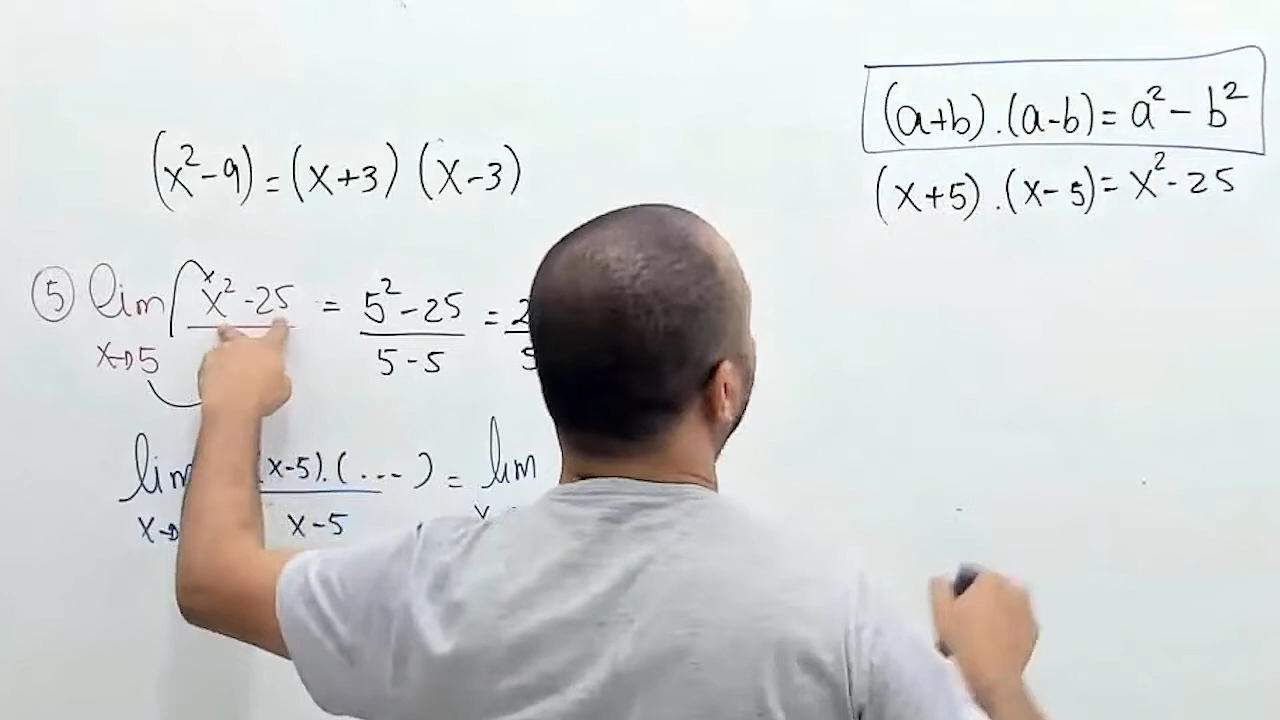 (a+b).(a-b)=a²-b²
(x+5).(x-5)=x²-25
(x²-9)=(x+3)(x-3)
⑤ lim x²-25 = 5²-25 =
x→5 5-5
lim (x-5).(...) = lim
x→ x-5